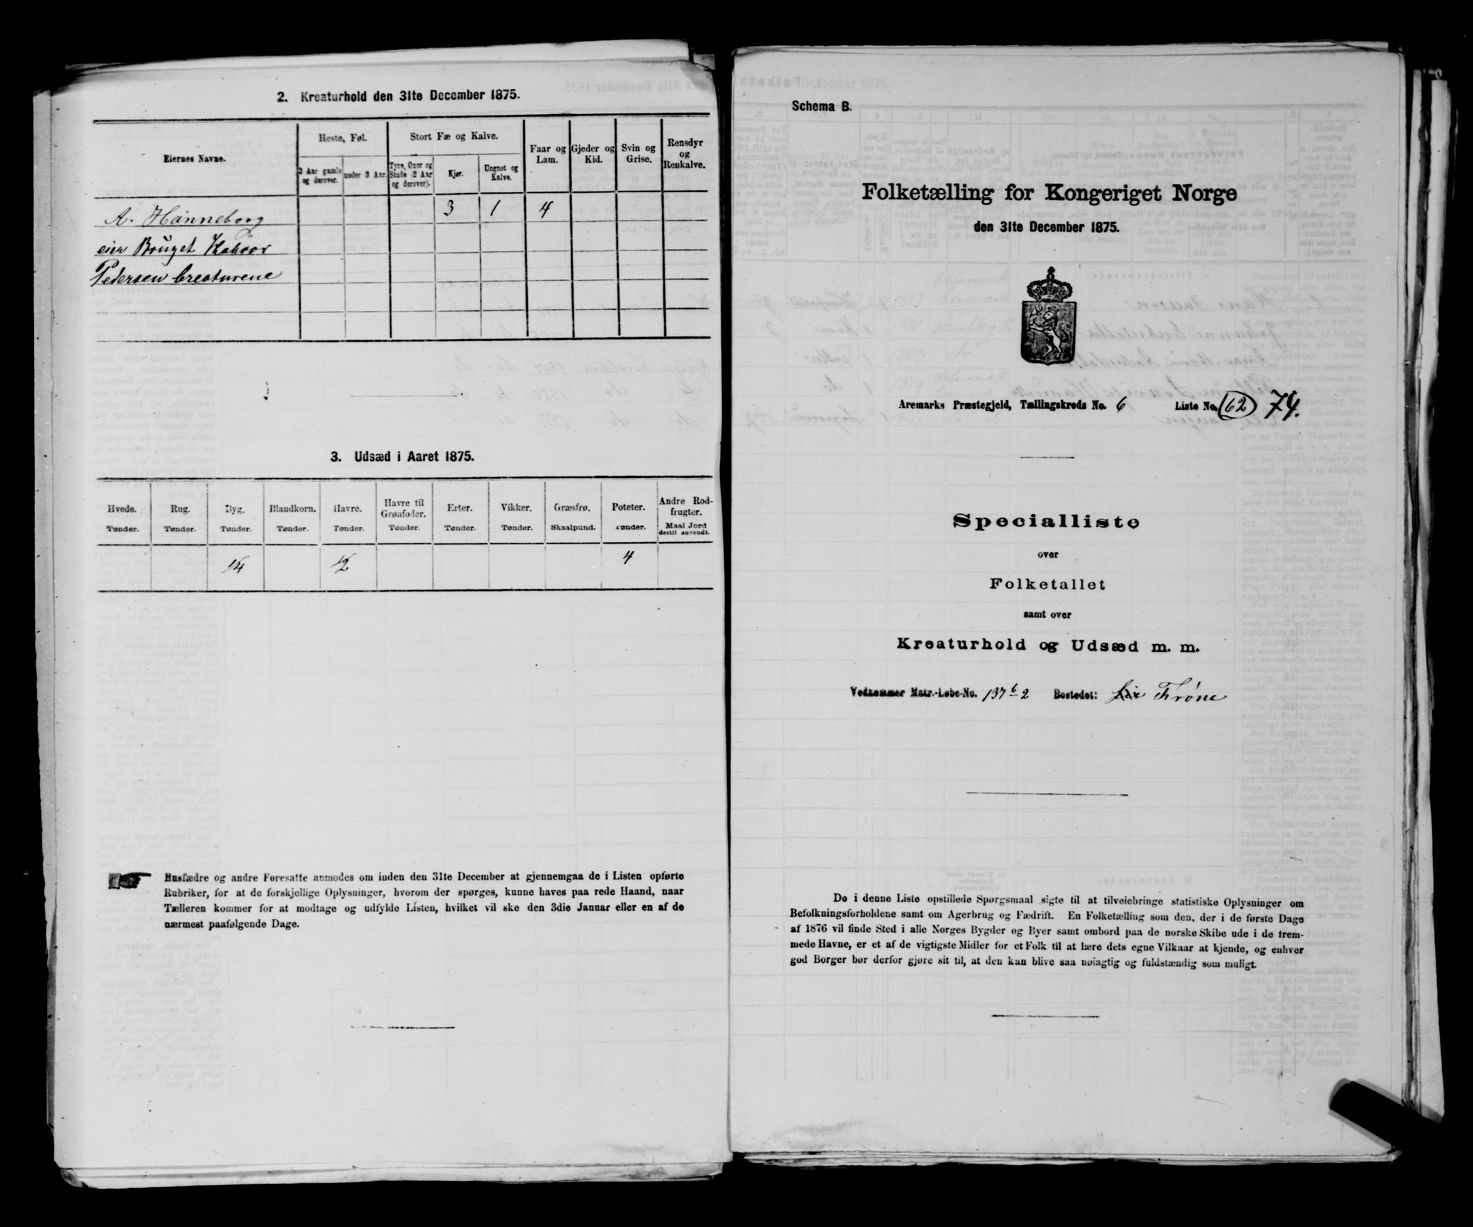 2. Kreaturhold den 31te December 1875.
Eiernes Navne.
Heste, Føl.
3 Aar gamle og derover.
under 3 Aar.
Stort Fæ og Kalve.
Tyre, Oxer og Stude (2 Aar og derover).
Kjør.
Ungnøt og Kalve.
Faar og Lam.
Gjeder og Kid.
Svin og Grise.
Rensdyr og Renkalve.
A. Hanneborg 3 1 4
eier Bruget
Pedersen Creaturene
3. Udsæd i Aaret 1875.
Hvede. Rug. Byg. Blandkorn. Havre. Havre til Grønfoder. Erter. Vikker. Græsfrø. Poteter. Andre Rodfrugter.
Tønder. Tønder. Tønder. Tønder. Tønder. Tønder. Tønder. Tønder. Skaalpund. Tønder. Maal Jord dertil anvendt.
4
Husfædre og andre Foresatte anmodes om inden den 31te December at gjennemgaa de i Listen opførte
Rubriker, for at de forskjellige Oplysninger, hvorom der spørges, kunne haves paa rede Haand, naar
Tælleren kommer for at modtage og udfylde Listen, hvilket vil ske den 3die Januar eller en af de
nærmest paafølgende Dage.
Schema B.
Folketælling for Kongeriget Norge
den 31te December 1875.
Aremarks Præstegjeld, Tællingskreds No. 6 Liste No. 62 74.
Specialliste
over
Folketallet
samt over
Kreaturhold og Udsæd m. m.
Vedkommer Matr.-Løbe-No. 137 b 2 Bostedet: Frøne
De i denne Liste opstillede Spørgsmaal sigte til at tilveiebringe statistiske Oplysninger om
Befolkningsforholdene samt om Agerbrug og Fædrift. En Folketælling som den, der i de første Dage
af 1876 vil finde Sted i alle Norges Bygder og Byer samt ombord paa de norske Skibe ude i de frem-
mede Havne, er et af de vigtigste Midler for et Folk til at lære dets egne Vilkaar at kjende, og enhver
god Borger bør derfor gjøre sit til, at den kan blive saa nøiagtig og fuldstændig som muligt.